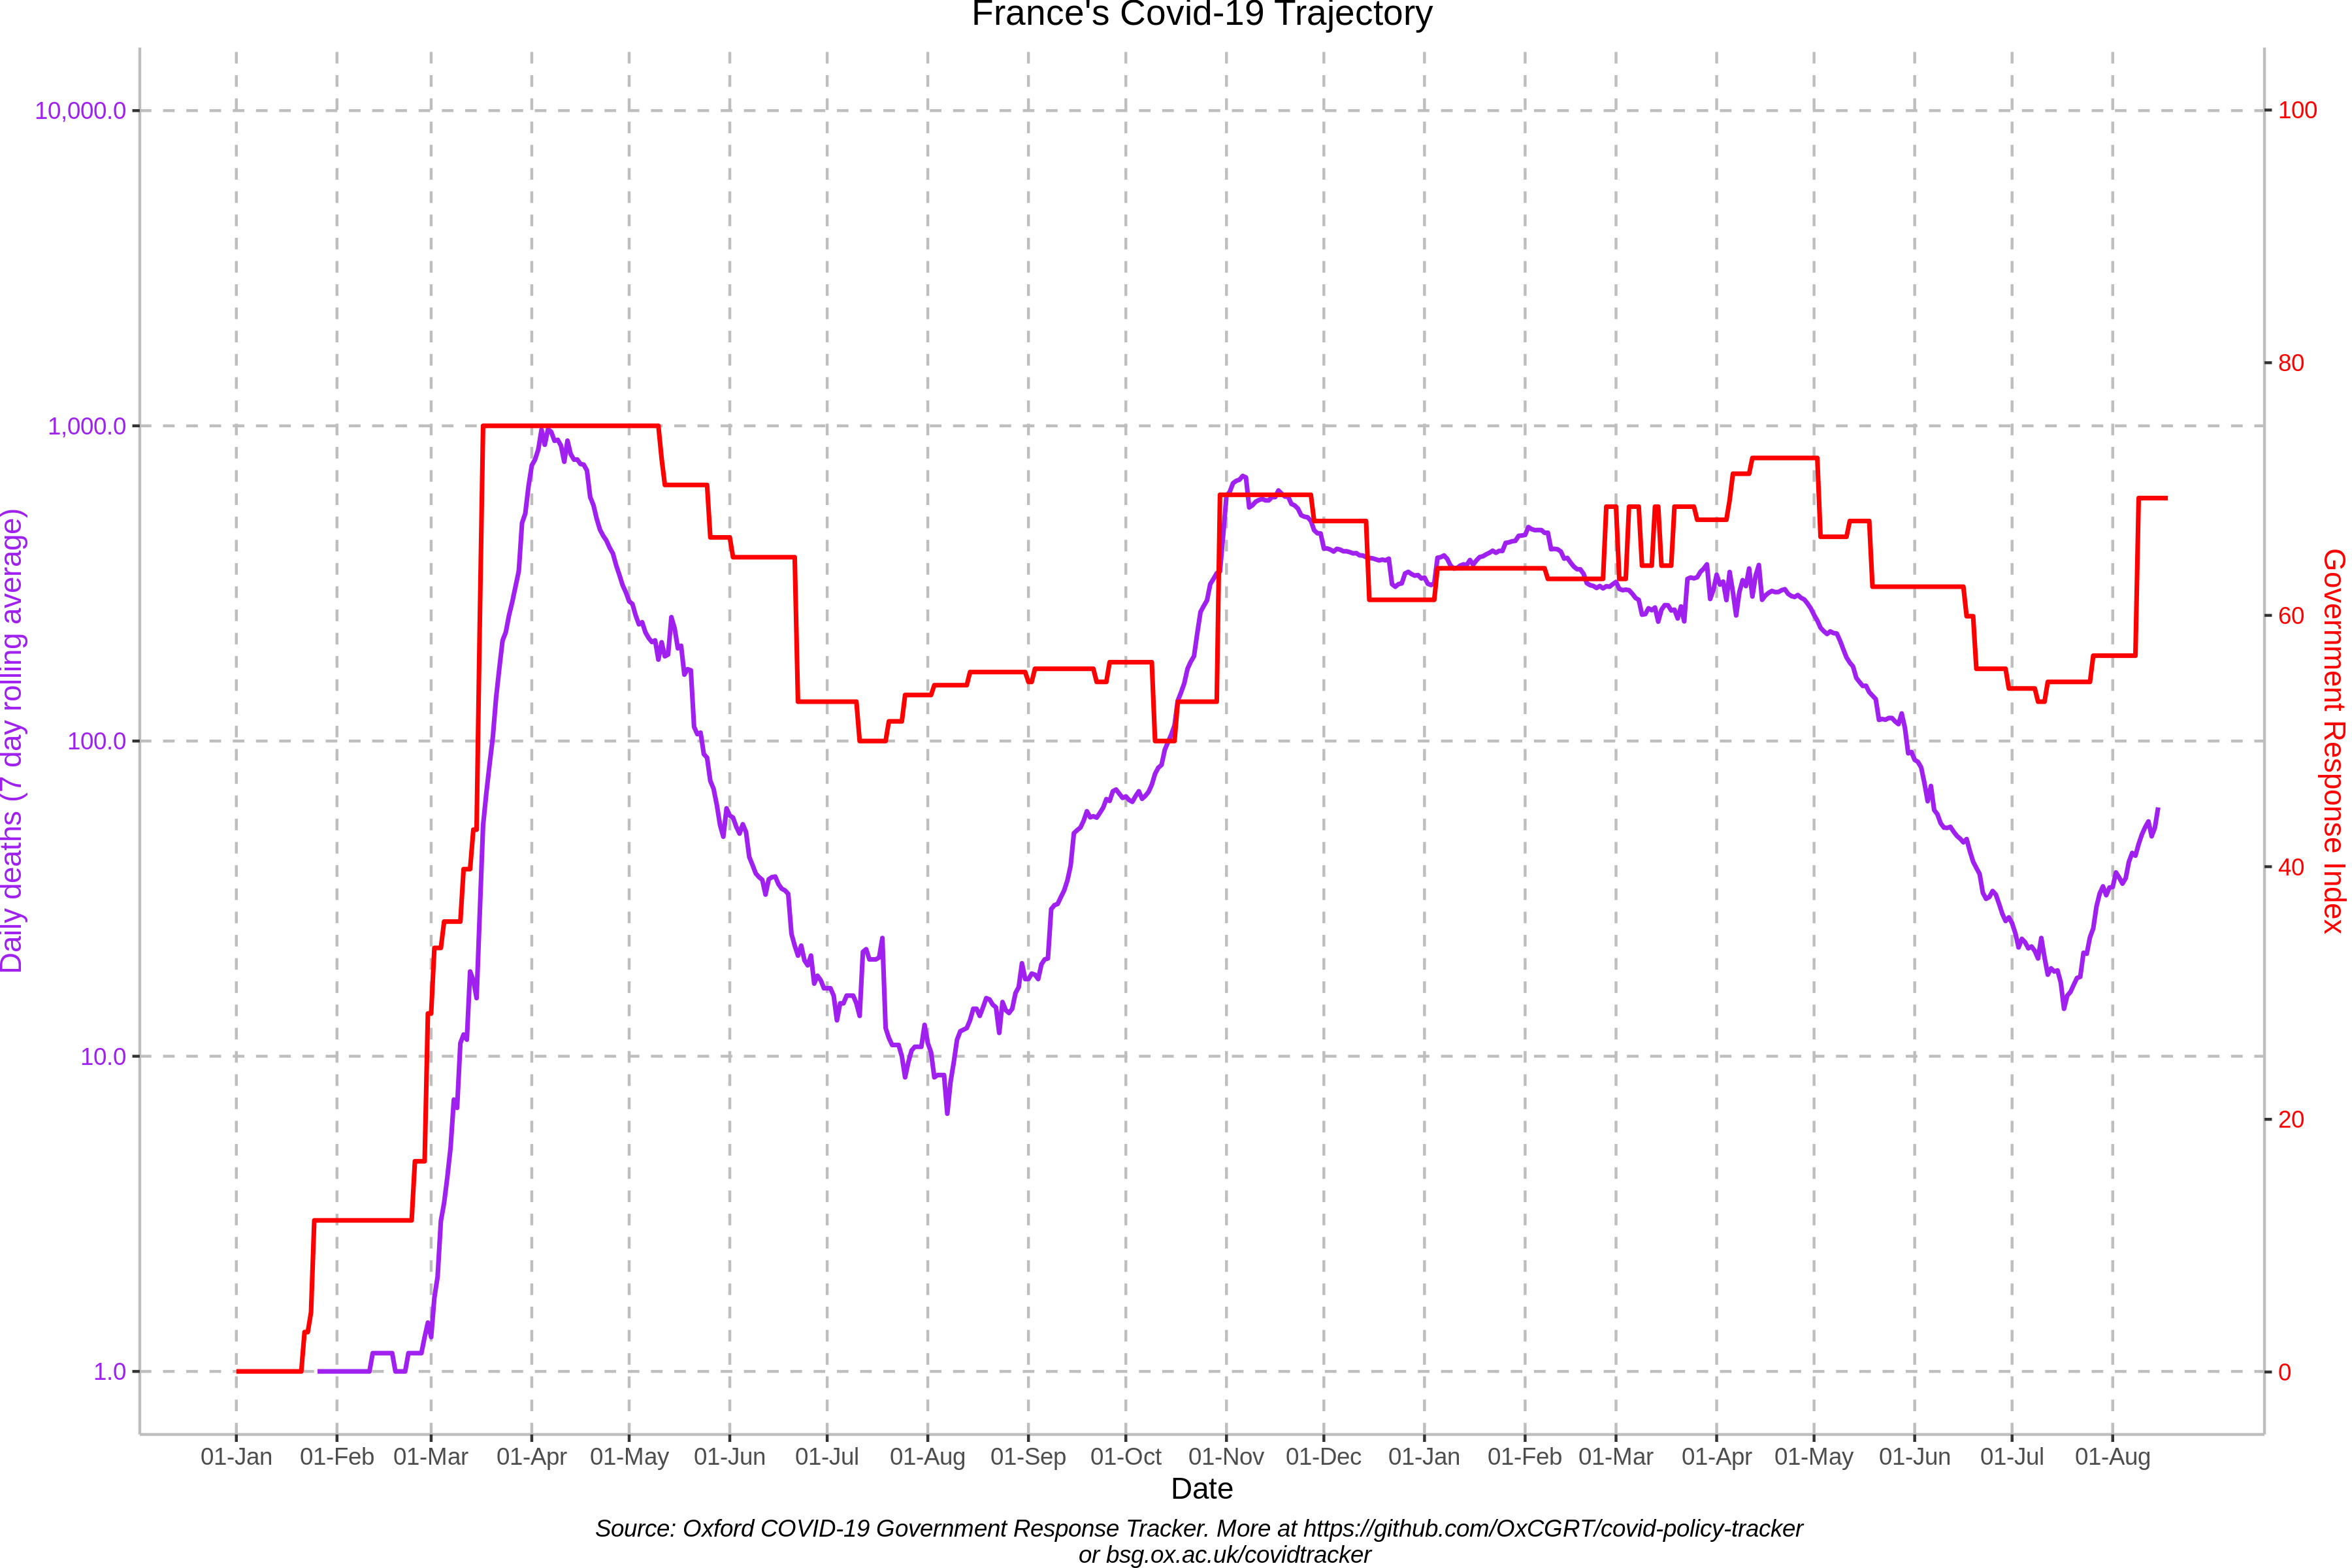 France's Covid-19 Trajectory
10,000.0
1,000.0
100.0
10.0
1.0
Daily deaths (7 day rolling average)
100
80
60
40
20
0
Government Response Index
01-Jan 01-Feb 01-Mar 01-Apr 01-May 01-Jun 01-Jul 01-Aug 01-Sep 01-Oct 01-Nov 01-Dec 01-Jan 01-Feb 01-Mar 01-Apr 01-May 01-Jun 01-Jul 01-Aug
Date
Source: Oxford COVID-19 Government Response Tracker. More at https://github.com/OxCGRT/covid-policy-tracker
or bsg.ox.ac.uk/covidtracker